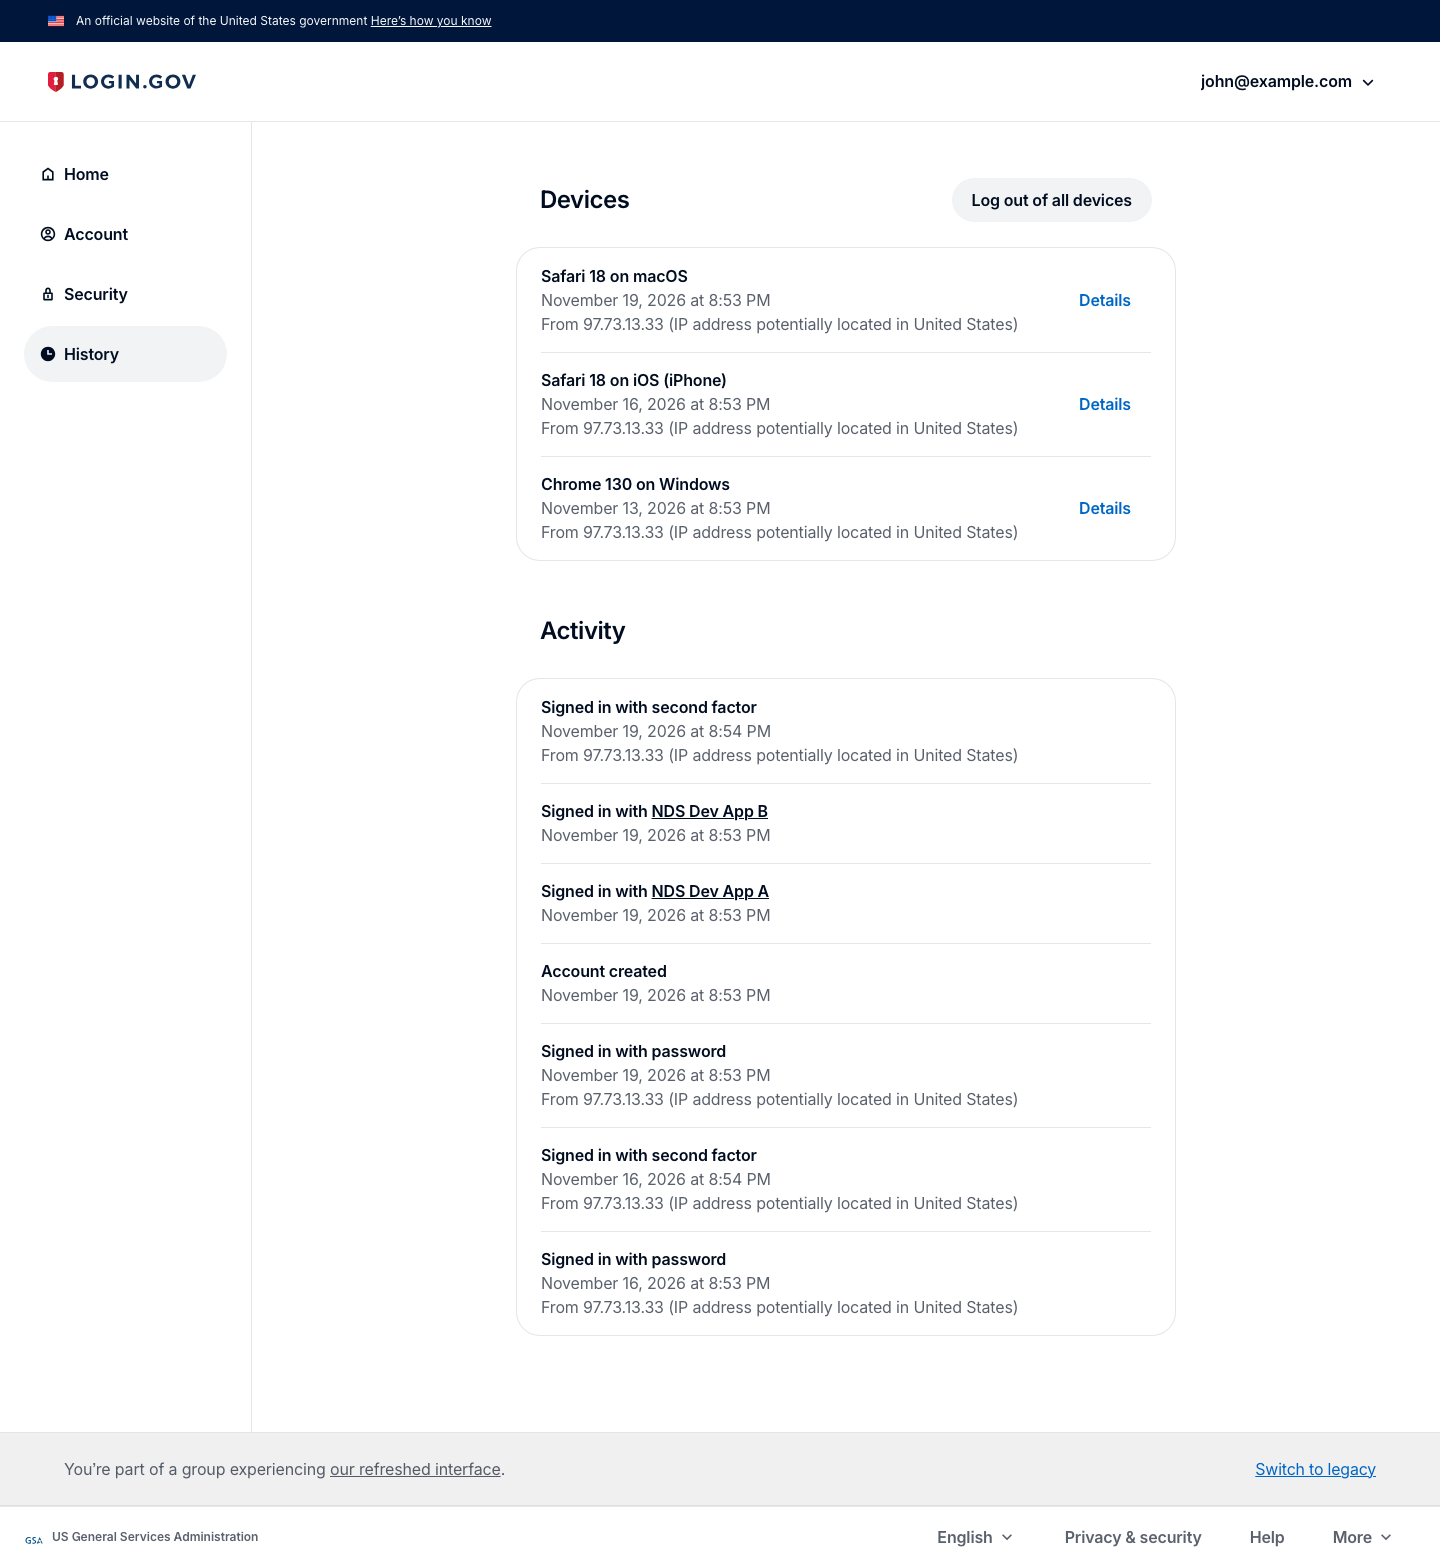 An official website of the United States government Here’s how you know
LOGIN.GOV
john@example.com
Home
Account
Security
History
Devices
Log out of all devices
Safari 18 on macOS
November 19, 2026 at 8:53 PM
Details
From 97.73.13.33 (IP address potentially located in United States)
Safari 18 on iOS (iPhone)
November 16, 2026 at 8:53 PM
Details
From 97.73.13.33 (IP address potentially located in United States)
Chrome 130 on Windows
November 13, 2026 at 8:53 PM
Details
From 97.73.13.33 (IP address potentially located in United States)
Activity
Signed in with second factor
November 19, 2026 at 8:54 PM
From 97.73.13.33 (IP address potentially located in United States)
Signed in with NDS Dev App B
November 19, 2026 at 8:53 PM
Signed in with NDS Dev App A
November 19, 2026 at 8:53 PM
Account created
November 19, 2026 at 8:53 PM
Signed in with password
November 19, 2026 at 8:53 PM
From 97.73.13.33 (IP address potentially located in United States)
Signed in with second factor
November 16, 2026 at 8:54 PM
From 97.73.13.33 (IP address potentially located in United States)
Signed in with password
November 16, 2026 at 8:53 PM
From 97.73.13.33 (IP address potentially located in United States)
You’re part of a group experiencing our refreshed interface.
Switch to legacy
GSA
US General Services Administration
English
Privacy & security
Help
More